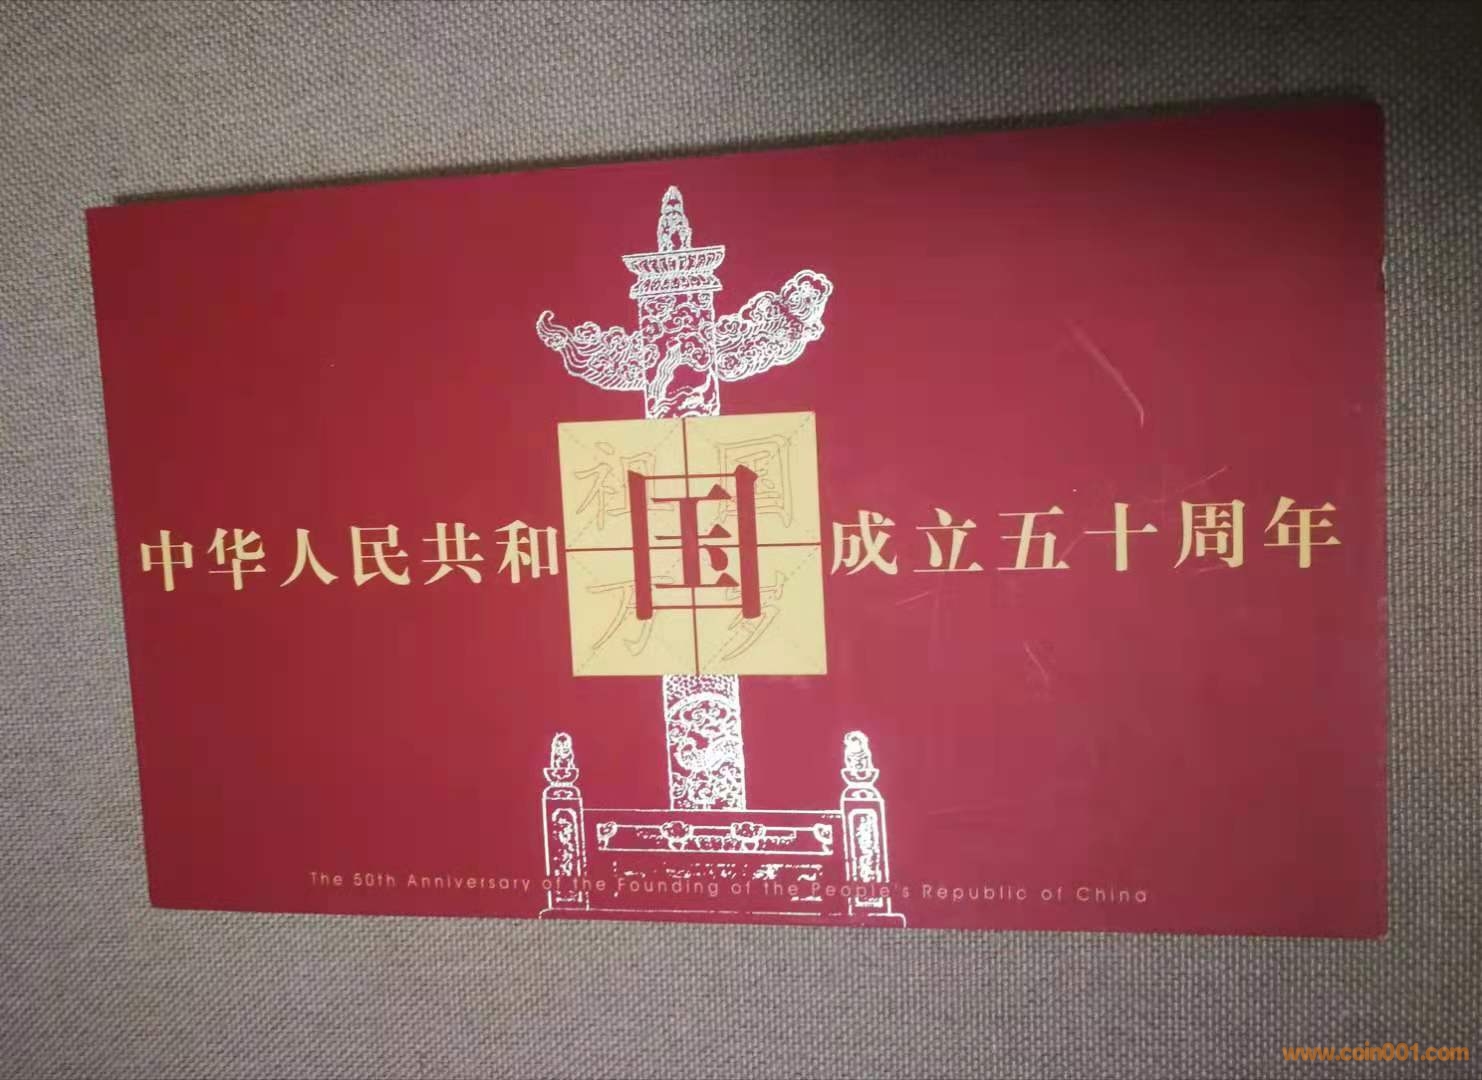 中华人民共和国成立五十周年
祖国
万岁
The 50th Anniversary of the Founding of the People's Republic of China
www.coin001.com